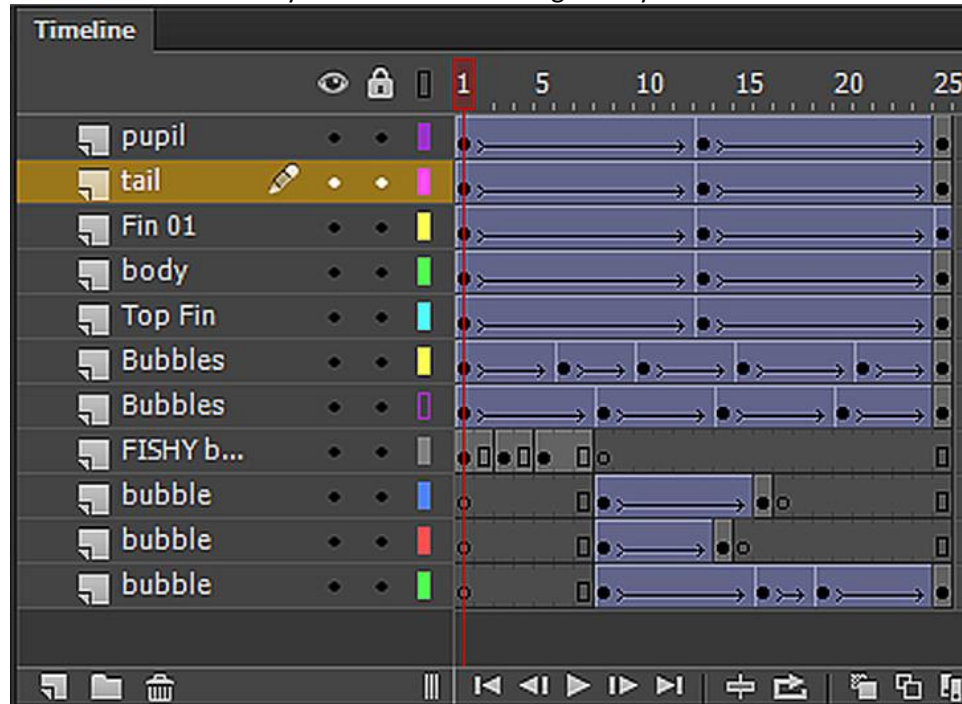 Timeline
1 5 10 15 20 25
pupil
tail
Fin 01
body
Top Fin
Bubbles
Bubbles
FISHY b...
bubble
bubble
bubble